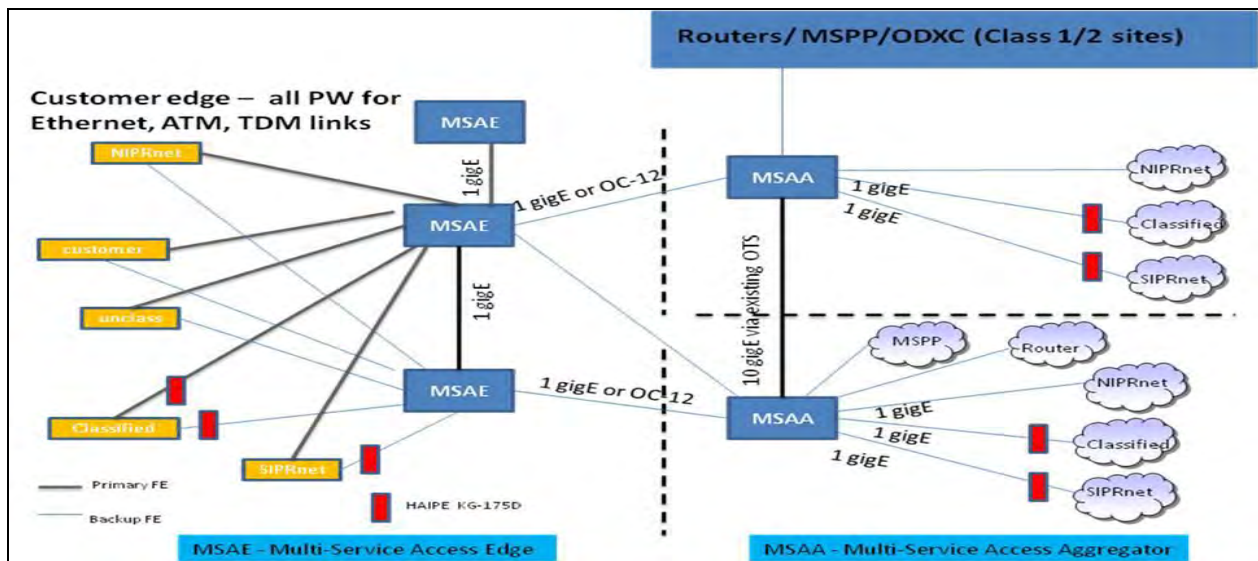 Routers/ MSPP/ODXC (Class 1/2 sites)
Customer edge – all PW for
Ethernet, ATM, TDM links
MSAE
NIPRnet
1 gigE
1 gigE or OC-12
MSAA
NIPRnet
1 gigE
1 gigE
Classified
SIPRnet
MSAE
customer
unclass
1 gigE
10 gigE via existing OTS
MSPP
Router
MSAE
1 gigE or OC-12
MSAA
NIPRnet
1 gigE
1 gigE
1 gigE
Classified
SIPRnet
Classified
SIPRnet
Primary FE
Backup FE
HAIPE KG-175D
MSAE - Multi-Service Access Edge
MSAA - Multi-Service Access Aggregator